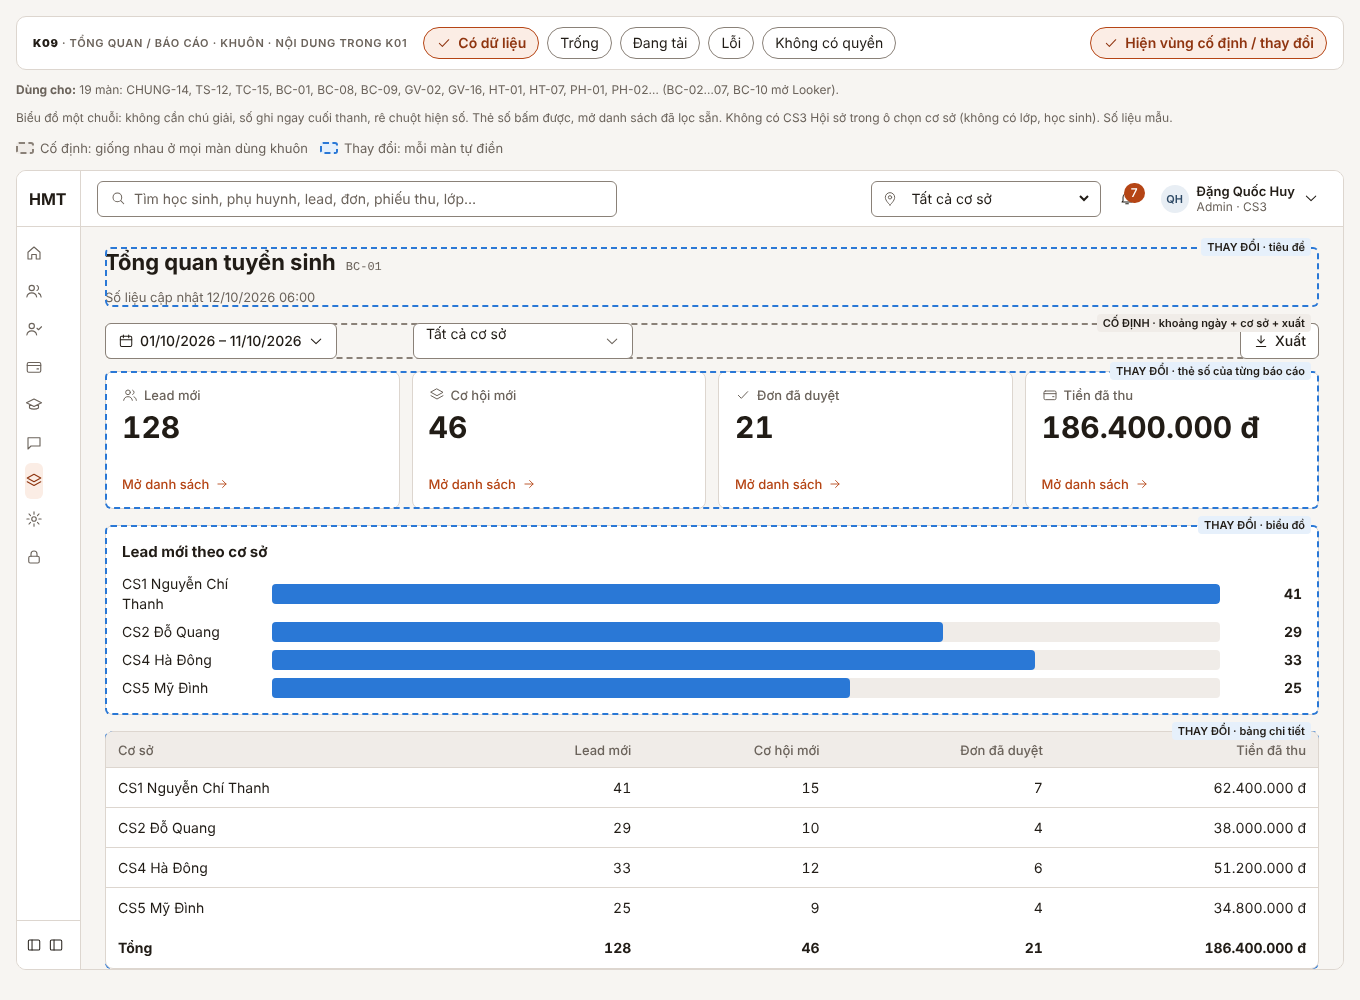 K09 · TỔNG QUAN / BÁO CÁO · KHUÔN · NỘI DUNG TRONG K01
Có dữ liệu
Trống
Đang tải
Lỗi
Không có quyền
Hiện vùng cố định / thay đổi
Dùng cho: 19 màn: CHUNG-14, TS-12, TC-15, BC-01, BC-08, BC-09, GV-02, GV-16, HT-01, HT-07, PH-01, PH-02... (BC-02...07, BC-10 mở Looker).
Biểu đồ một chuỗi: không cần chú giải, số ghi ngay cuối thanh, rê chuột hiện số. Thẻ số bấm được, mở danh sách đã lọc sẵn. Không có CS3 Hội sở trong ô chọn cơ sở (không có lớp, học sinh). Số liệu mẫu.
Cố định: giống nhau ở mọi màn dùng khuôn
Thay đổi: mỗi màn tự điền
HMT
Tìm học sinh, phụ huynh, lead, đơn, phiếu thu, lớp...
Tất cả cơ sở
7
QH
Đặng Quốc Huy
Admin · CS3
THAY ĐỔI · tiêu đề
Tổng quan tuyển sinh BC-01
Số liệu cập nhật 12/10/2026 06:00
CỐ ĐỊNH · khoảng ngày + cơ sở + xuất
01/10/2026 – 11/10/2026
Tất cả cơ sở
Xuất
THAY ĐỔI · thẻ số của từng báo cáo
Lead mới
128
Mở danh sách →
Cơ hội mới
46
Mở danh sách →
Đơn đã duyệt
21
Mở danh sách →
Tiền đã thu
186.400.000 đ
Mở danh sách →
THAY ĐỔI · biểu đồ
Lead mới theo cơ sở
CS1 Nguyễn Chí
Thanh
41
CS2 Đỗ Quang 29
CS4 Hà Đông 33
CS5 Mỹ Đình 25
THAY ĐỔI · bảng chi tiết
Cơ sở Lead mới Cơ hội mới Đơn đã duyệt Tiền đã thu
CS1 Nguyễn Chí Thanh 41 15 7 62.400.000 đ
CS2 Đỗ Quang 29 10 4 38.000.000 đ
CS4 Hà Đông 33 12 6 51.200.000 đ
CS5 Mỹ Đình 25 9 4 34.800.000 đ
Tổng 128 46 21 186.400.000 đ